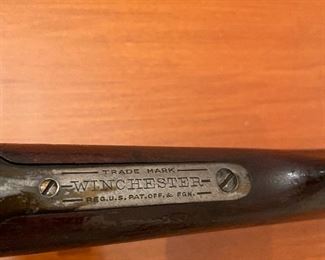 TRADE MARK
WINCHESTER
REG.U.S. PAT. OFF. & FGN.